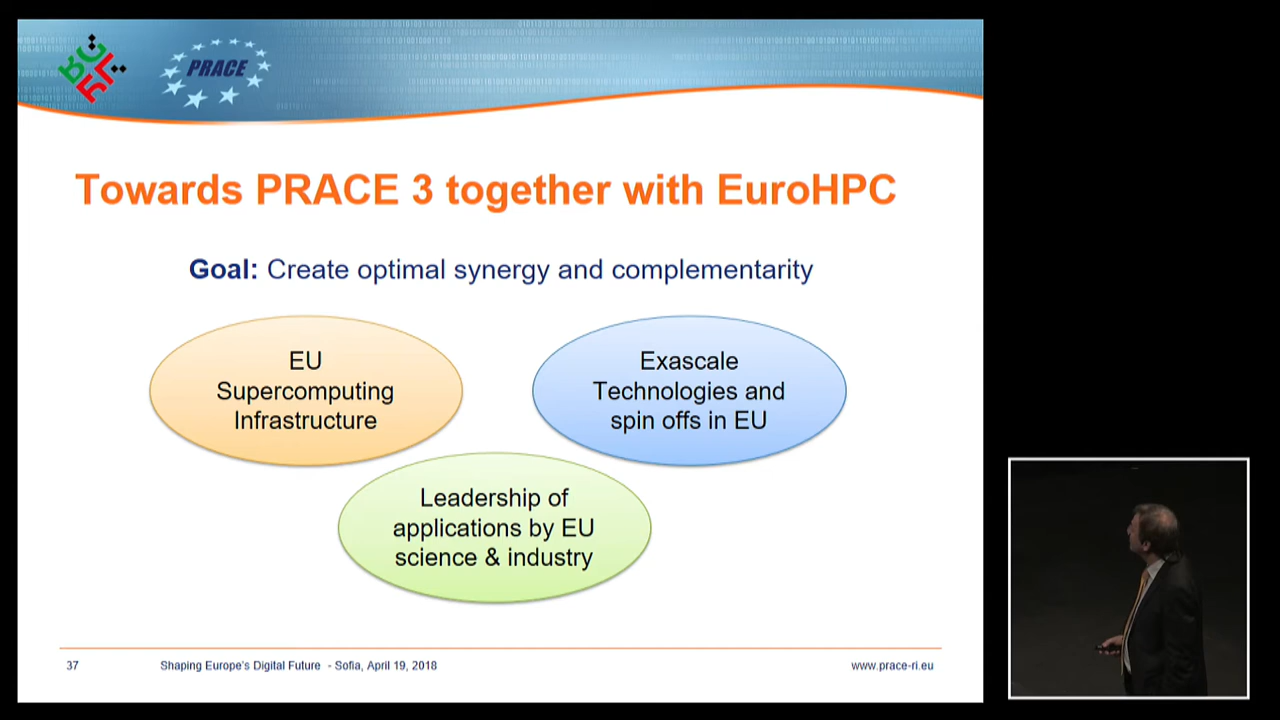 PRACE
Towards PRACE 3 together with EuroHPC
Goal: Create optimal synergy and complementarity
EU
Supercomputing
Infrastructure
Exascale
Technologies and
spin offs in EU
Leadership of
applications by EU
science & industry
37
Shaping Europe's Digital Future - Sofia, April 19, 2018
www.prace-ri.eu